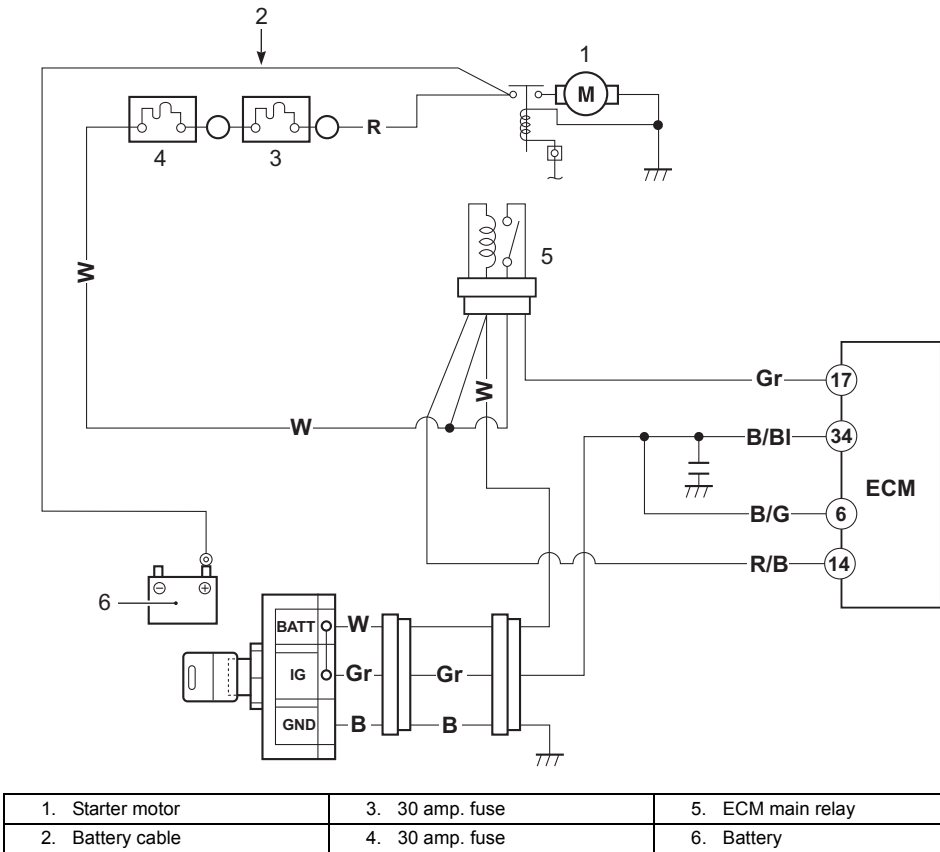 2
1
M
R
4
3
W
5
W
Gr
17
W
B/Bl
34
ECM
B/G
6
R/B
14
6
BATT
W
IG
Gr
Gr
GND
B
B
1. Starter motor
3. 30 amp. fuse
5. ECM main relay
2. Battery cable
4. 30 amp. fuse
6. Battery